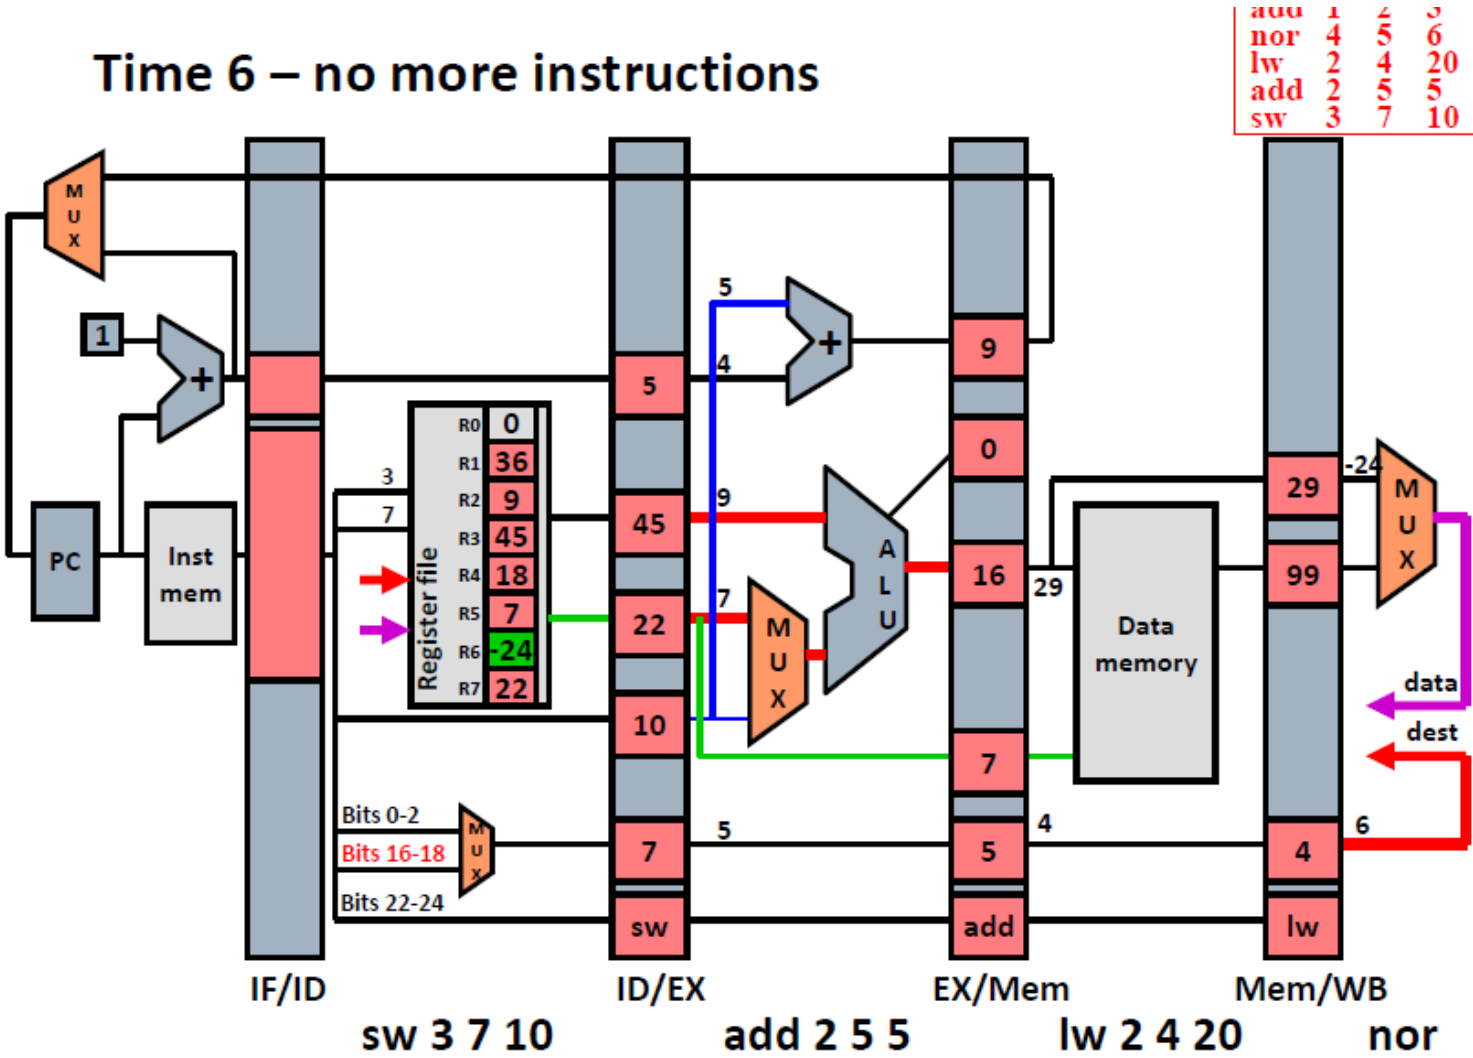 add 1 2 3
nor 4 5 6
lw 2 4 20
add 2 5 5
sw 3 7 10
Time 6 – no more instructions
M
U
X
1
+
5
5
4
+
9
R0 0
R1 36
R2 9
R3 45
R4 18
R5 7
R6 -24
R7 22
Register file
3
7
PC
Inst
mem
45
22
10
9
7
M
U
X
A
L
U
0
16
29
7
Data
memory
29
99
-24
M
U
X
data
dest
Bits 0-2
Bits 16-18
Bits 22-24
M
U
X
7
5
5
4
4
6
sw
add
lw
IF/ID
ID/EX
EX/Mem
Mem/WB
sw 3 7 10
add 2 5 5
lw 2 4 20
nor